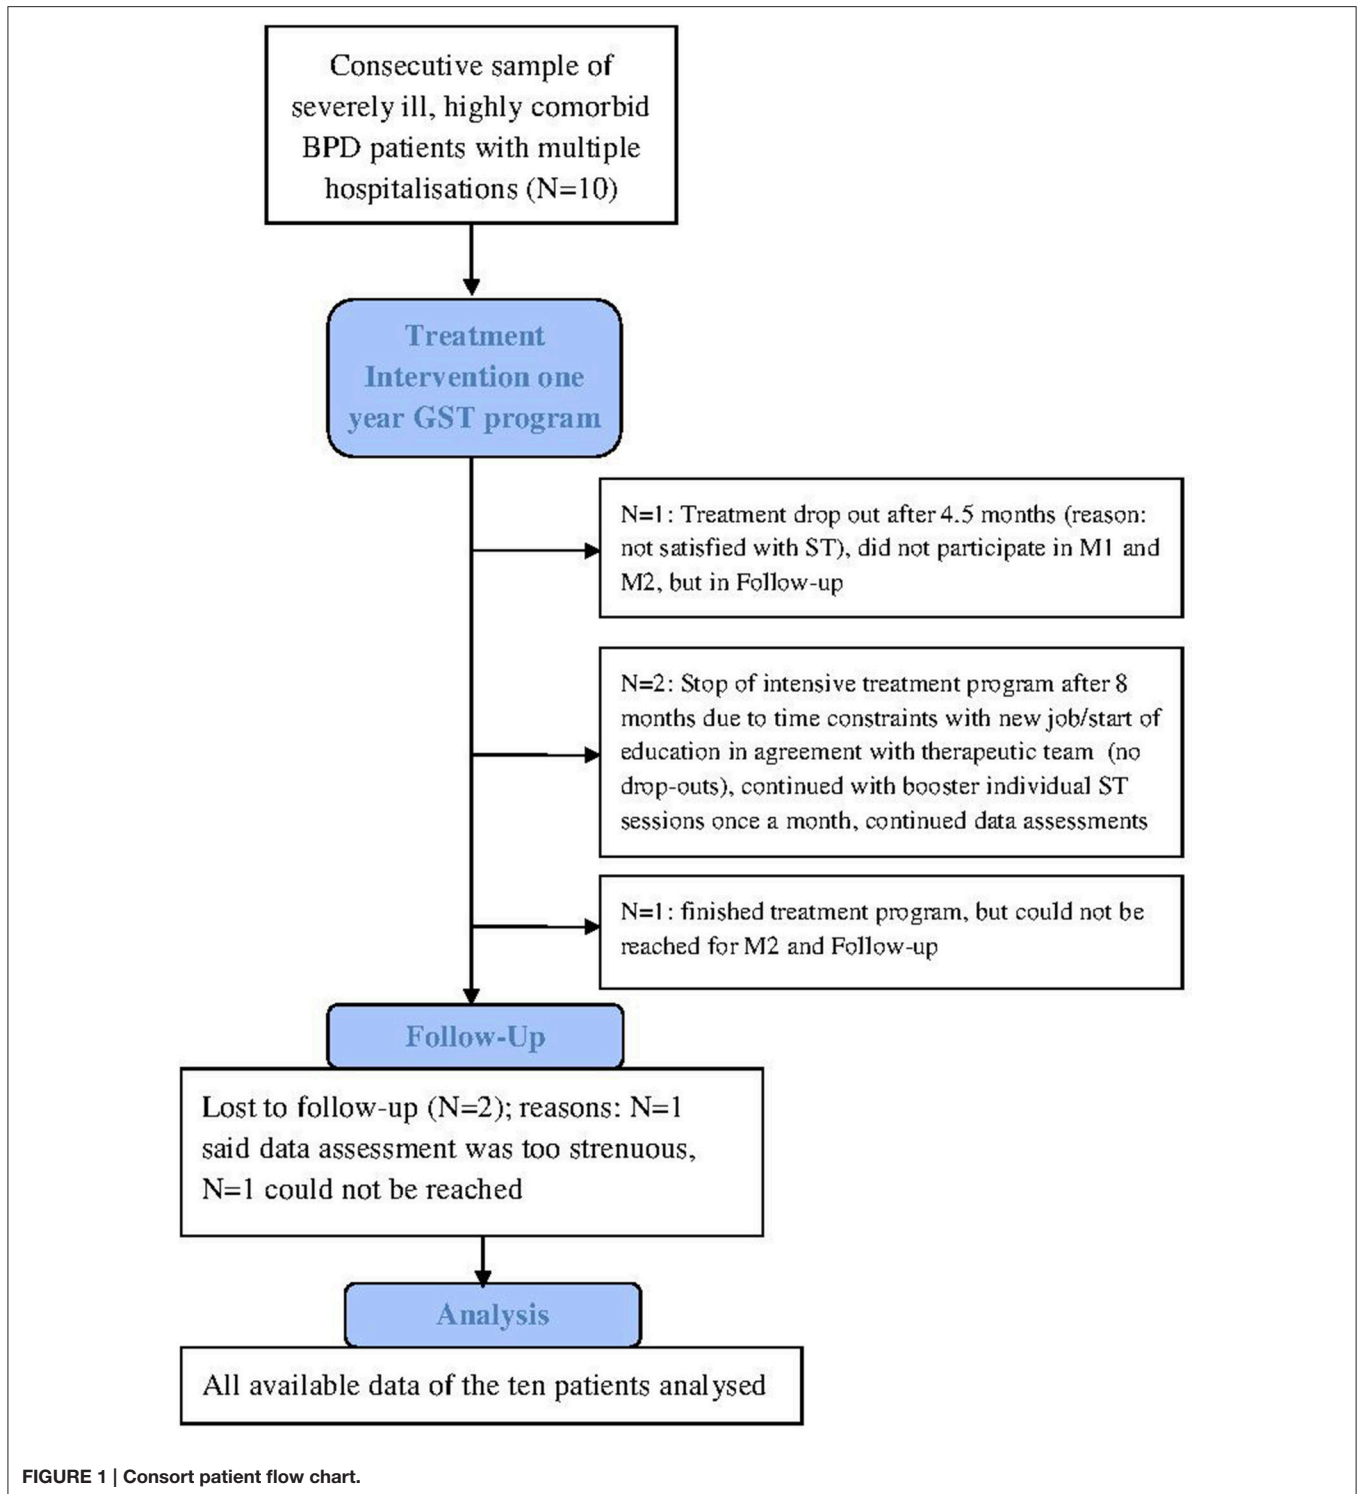 Consecutive sample of
severely ill, highly comorbid
BPD patients with multiple
hospitalisations (N=10)
Treatment
Intervention one
year GST program
N=1: Treatment drop out after 4.5 months (reason:
not satisfied with ST), did not participate in M1 and
M2, but in Follow-up
N=2: Stop of intensive treatment program after 8
months due to time constraints with new job/start of
education in agreement with therapeutic team (no
drop-outs), continued with booster individual ST
sessions once a month, continued data assessments
N=1: finished treatment program, but could not be
reached for M2 and Follow-up
Follow-Up
Lost to follow-up (N=2); reasons: N=1
said data assessment was too strenuous,
N=1 could not be reached
Analysis
All available data of the ten patients analysed
FIGURE 1 | Consort patient flow chart.